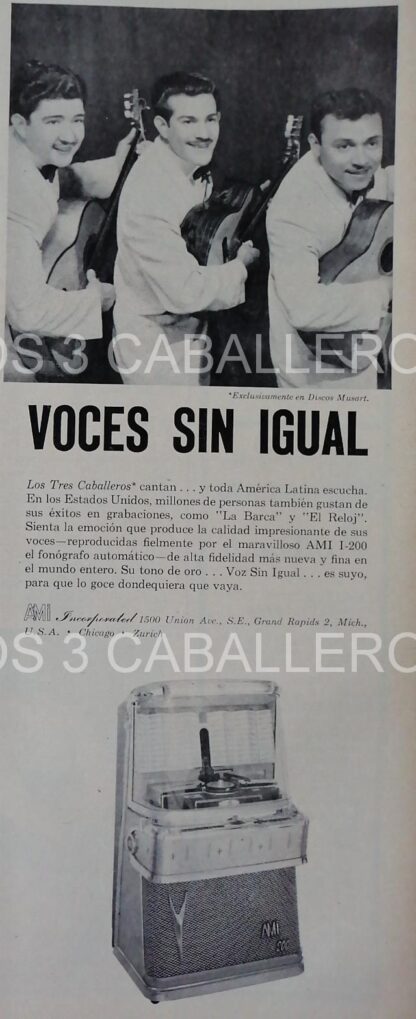 OS 3 CABALLERO
*Exclusivamente en Discos Musart.
VOCES SIN IGUAL
Los Tres Caballeros* cantan . . . y toda América Latina escucha.
En los Estados Unidos, millones de personas también gustan de
sus éxitos en grabaciones, como "La Barca" y "El Reloj".
Sienta la emoción que produce la calidad impresionante de sus
voces—reproducidas fielmente por el maravilloso AMI I-200
el fonógrafo automático—de alta fidelidad más nueva y fina en
el mundo entero. Su tono de oro . . . Voz Sin Igual . . . es suyo,
para que lo goce dondequiera que vaya.
AMi Incorporated 1500 Union Ave., S.E., Grand Rapids 2, Mich.,
U.S.A. • Chicago • Zurich
OS 3 CABALLERO
AMi
200